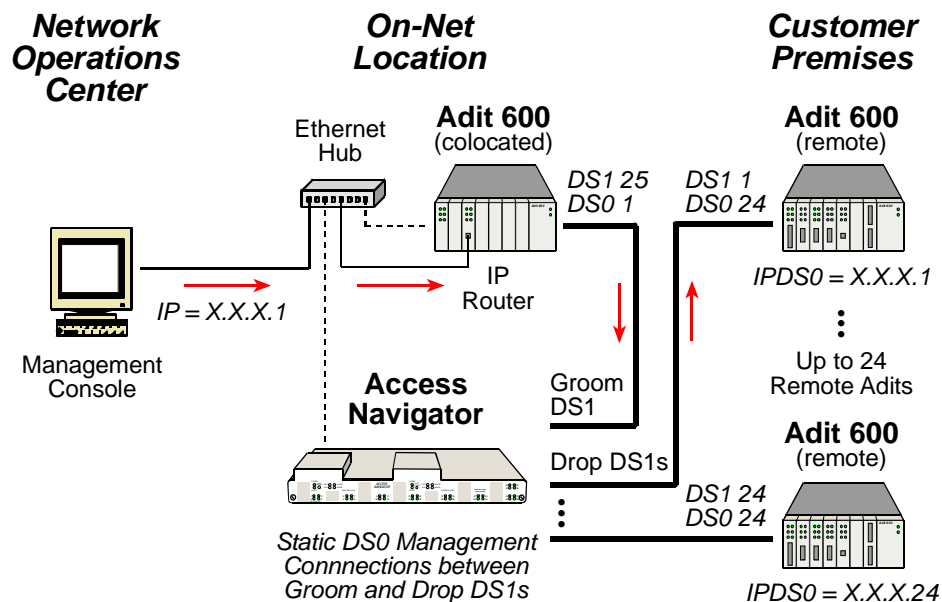 Network
Operations
Center
On-Net
Location
Customer
Premises
Ethernet
Hub
Adit 600
(colocated)
DS1 25
DS0 1
DS1 1
DS0 24
Adit 600
(remote)
IP = X.X.X.1
IP
Router
IPDS0 = X.X.X.1
Management
Console
Up to 24
Remote Adits
Access
Navigator
Groom
DS1
Drop DS1s
Adit 600
(remote)
DS1 24
DS0 24
Static DS0 Management
Connnections between
Groom and Drop DS1s
IPDS0 = X.X.X.24